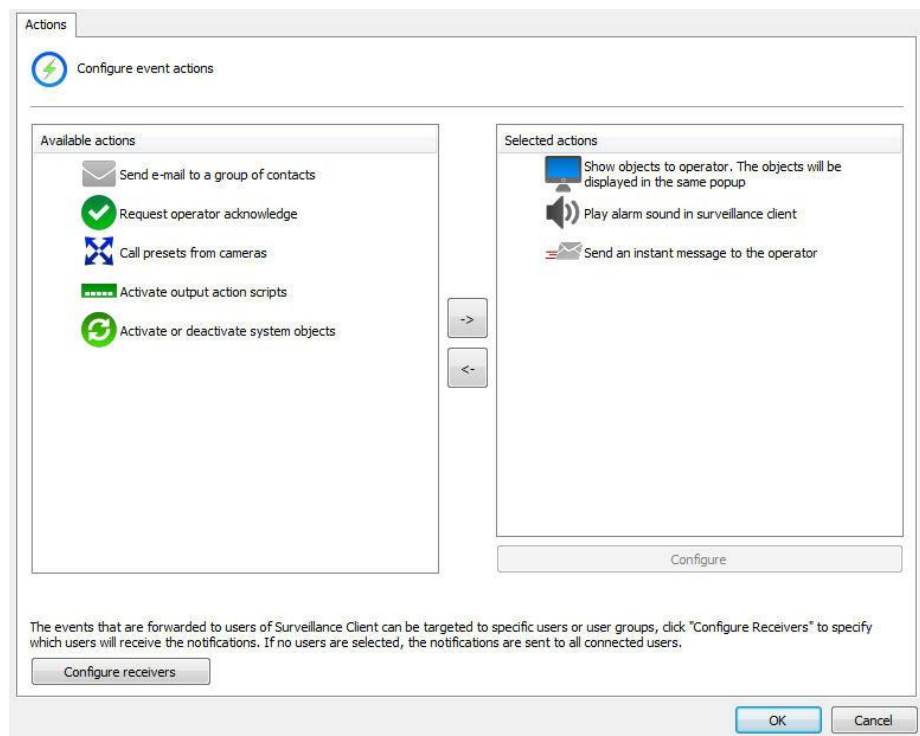 Actions
Configure event actions
Available actions
Send e-mail to a group of contacts
Request operator acknowledge
Call presets from cameras
Activate output action scripts
Activate or deactivate system objects
->
<-
Selected actions
Show objects to operator. The objects will be
displayed in the same popup
Play alarm sound in surveillance client
Send an instant message to the operator
Configure
The events that are forwarded to users of Surveillance Client can be targeted to specific users or user groups, click "Configure Receivers" to specify
which users will receive the notifications. If no users are selected, the notifications are sent to all connected users.
Configure receivers
OK
Cancel